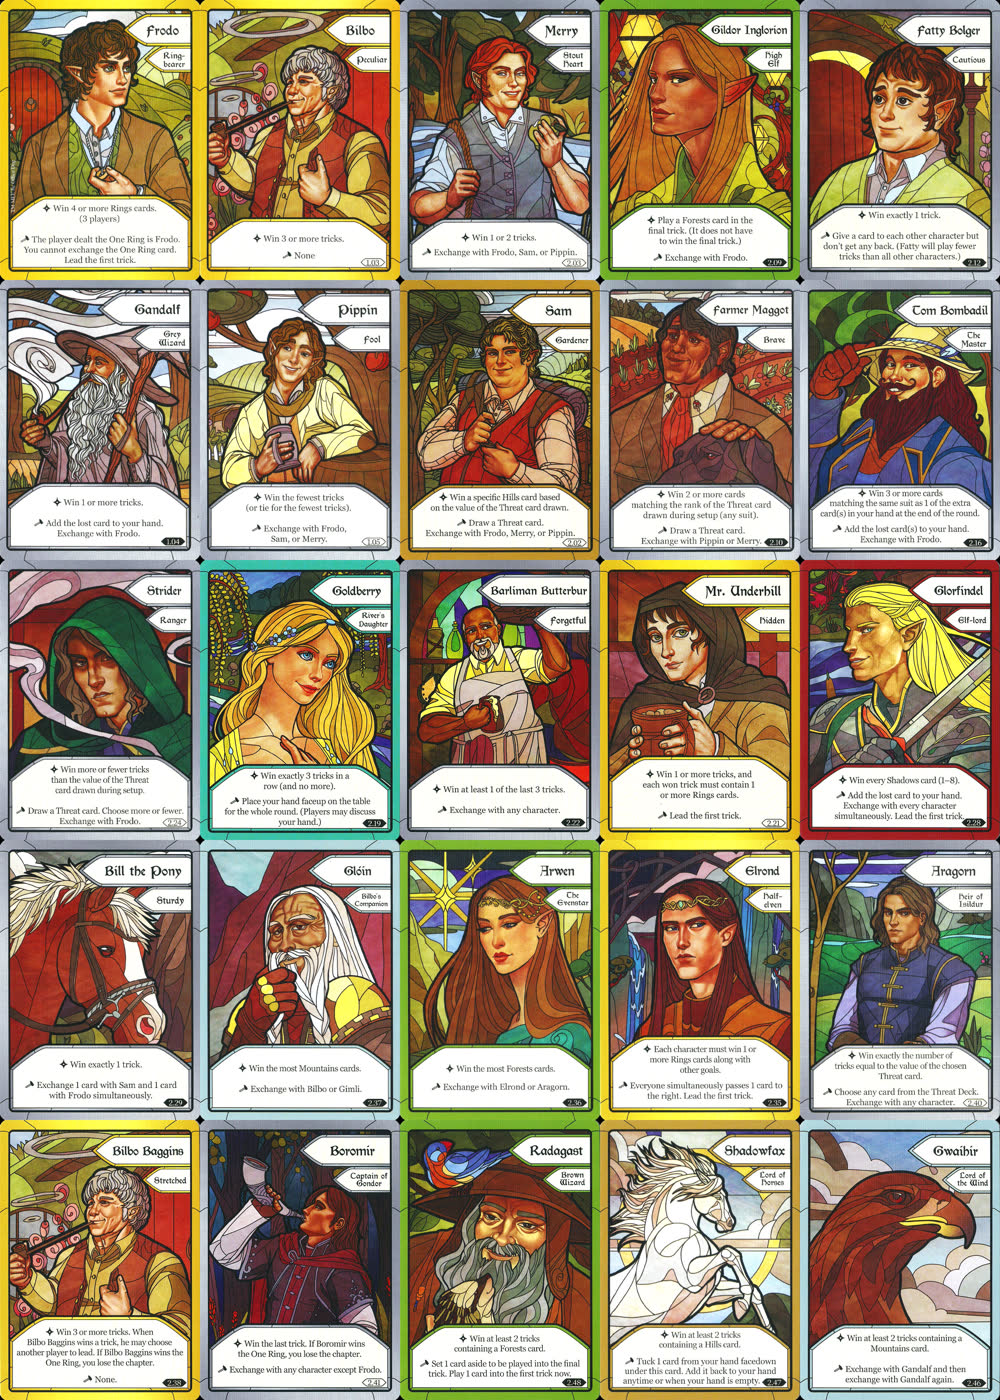 Frodo
Ring-
bearer
Win 4 or more Rings cards.
(3 players)
The player dealt the One Ring is Frodo.
You cannot exchange the One Ring card.
Lead the first trick.
Bilbo
Peculiar
Win 3 or more tricks.
None
1.03
Merry
Stout
Heart
Win 1 or 2 tricks.
Exchange with Frodo, Sam, or Pippin.
2.03
Gildor Inglorion
High
Elf
Play a Forests card in the
final trick. (It does not have
to win the final trick.)
Exchange with Frodo.
2.09
Fatty Bolger
Cautious
Win exactly 1 trick.
Give a card to each other character but
don't get any back. (Fatty will play fewer
tricks than all other characters.)
2.12
Gandalf
Grey
Wizard
Win 1 or more tricks.
Add the lost card to your hand.
Exchange with Frodo.
1.04
Pippin
Fool
Win the fewest tricks
(or tie for the fewest tricks).
Exchange with Frodo,
Sam, or Merry.
1.05
Sam
Gardener
Win a specific Hills card based
on the value of the Threat card drawn.
Draw a Threat card.
Exchange with Frodo, Merry, or Pippin.
2.02
Farmer Maggot
Brave
Win 2 or more cards
matching the rank of the Threat card
drawn during setup (any suit).
Draw a Threat card.
Exchange with Pippin or Merry.
2.10
Tom Bombadil
The
Master
Win 3 or more cards
matching the same suit as 1 of the extra
card(s) in your hand at the end of the round.
Add the lost card(s) to your hand.
Exchange with Frodo.
2.16
Strider
Ranger
Win more or fewer tricks
than the value of the Threat
card drawn during setup.
Draw a Threat card. Choose more or fewer.
Exchange with Frodo.
2.24
Goldberry
River's
Daughter
Win exactly 3 tricks in a
row (and no more).
Place your hand faceup on the table
for the whole round. (Players may discuss
your hand.)
2.19
Barliman Butterbur
Forgetful
Win at least 1 of the last 3 tricks.
Exchange with any character.
2.22
Mr. Underhill
Hidden
Win 1 or more tricks, and
each won trick must contain 1
or more Rings cards.
Lead the first trick.
2.21
Glorfindel
Elf-lord
Win every Shadows card (1–8).
Add the lost card to your hand.
Exchange with every character
simultaneously. Lead the first trick.
2.28
Bill the Pony
Sturdy
Win exactly 1 trick.
Exchange 1 card with Sam and 1 card
with Frodo simultaneously.
2.29
Glóin
Bilbo's
Companion
Win the most Mountains cards.
Exchange with Bilbo or Gimli.
2.37
Arwen
The
Evenstar
Win the most Forests cards.
Exchange with Elrond or Aragorn.
2.36
Elrond
Half-
elven
Each character must win 1 or
more Rings cards along with
other goals.
Everyone simultaneously passes 1 card to
the right. Lead the first trick.
2.35
Aragorn
Heir of
Isildur
Win exactly the number of
tricks equal to the value of the chosen
Threat card.
Choose any card from the Threat Deck.
Exchange with any character.
2.40
Bilbo Baggins
Stretched
Win 3 or more tricks. When
Bilbo Baggins wins a trick, he may choose
another player to lead. If Bilbo Baggins wins the
One Ring, you lose the chapter.
None.
2.38
Boromir
Captain of
Gondor
Win the last trick. If Boromir wins
the One Ring, you lose the chapter.
Exchange with any character except Frodo.
2.41
Radagast
Brown
Wizard
Win at least 2 tricks
containing a Forests card.
Set 1 card aside to be played into the final
trick. Play 1 card into the first trick now.
2.48
Shadowfax
Lord of
Horses
Win at least 2 tricks
containing a Hills card.
Tuck 1 card from your hand facedown
under this card. Add it back to your hand
anytime or when your hand is empty.
2.47
Gwaihir
Lord of
the Wind
Win at least 2 tricks containing a
Mountains card.
Exchange with Gandalf and then
exchange with Gandalf again.
2.46